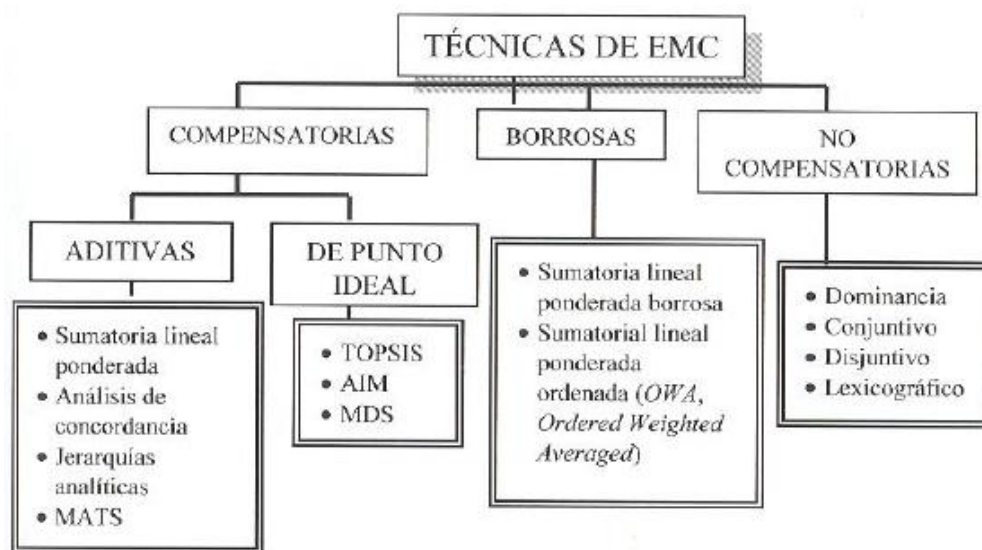 TÉCNICAS DE EMC
COMPENSATORIAS
BORROSAS
NO
COMPENSATORIAS
ADITIVAS
DE PUNTO
IDEAL
• Sumatoria lineal
ponderada
• Análisis de
concordancia
• Jerarquías
analíticas
• MATS
• TOPSIS
• AIM
• MDS
• Sumatoria lineal
ponderada borrosa
• Sumatorial lineal
ponderada
ordenada (OWA,
Ordered Weighted
Averaged)
• Dominancia
• Conjuntivo
• Disjuntivo
• Lexicográfico